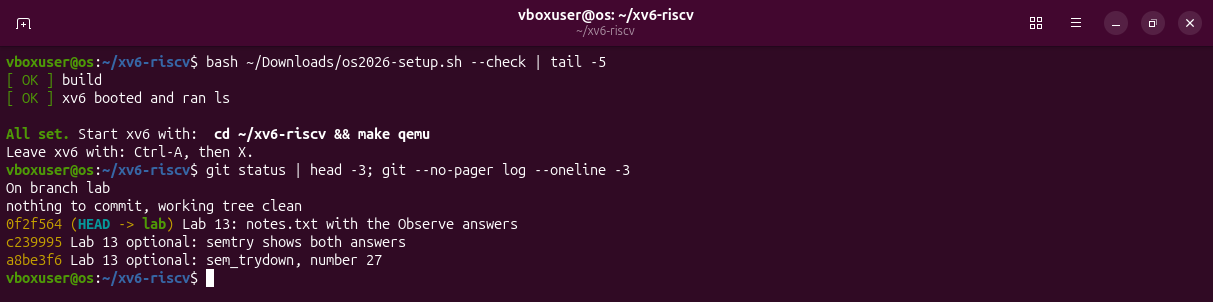 vboxuser@os: ~/xv6-riscv
~/xv6-riscv
vboxuser@os:~/xv6-riscv$ bash ~/Downloads/os2026-setup.sh --check | tail -5
[ OK ] build
[ OK ] xv6 booted and ran ls
All set. Start xv6 with:  cd ~/xv6-riscv && make qemu
Leave xv6 with: Ctrl-A, then X.
vboxuser@os:~/xv6-riscv$ git status | head -3; git --no-pager log --oneline -3
On branch lab
nothing to commit, working tree clean
0f2f564 (HEAD -> lab) Lab 13: notes.txt with the Observe answers
c239995 Lab 13 optional: semtry shows both answers
a8be3f6 Lab 13 optional: sem_trydown, number 27
vboxuser@os:~/xv6-riscv$